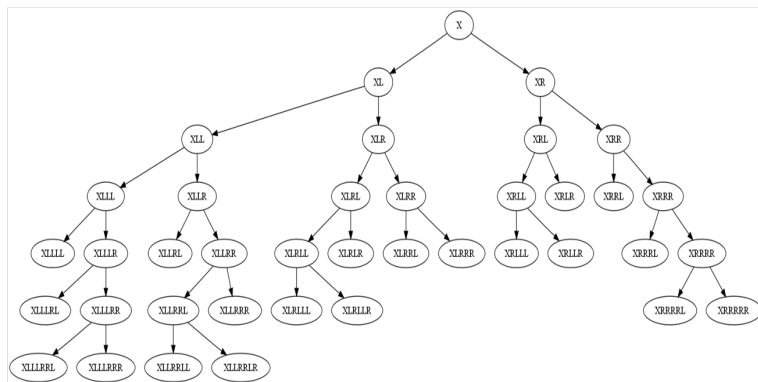 X
XL XR
XLL XLR XRL XRR
XLLL XLLR XLRL XLRR XRLL XRLR XRRL XRRR
XLLLL XLLLR XLLRL XLLRR XLRLL XLRLR XLRRL XLRRR XRLLL XRLLR XRRRL XRRRR
XLLLRL XLLLRR XLLRRL XLLRRR XLRLLL XLRLLR XRRRRL XRRRRR
XLLLRRL XLLLRRR XLLRRLL XLLRRLR